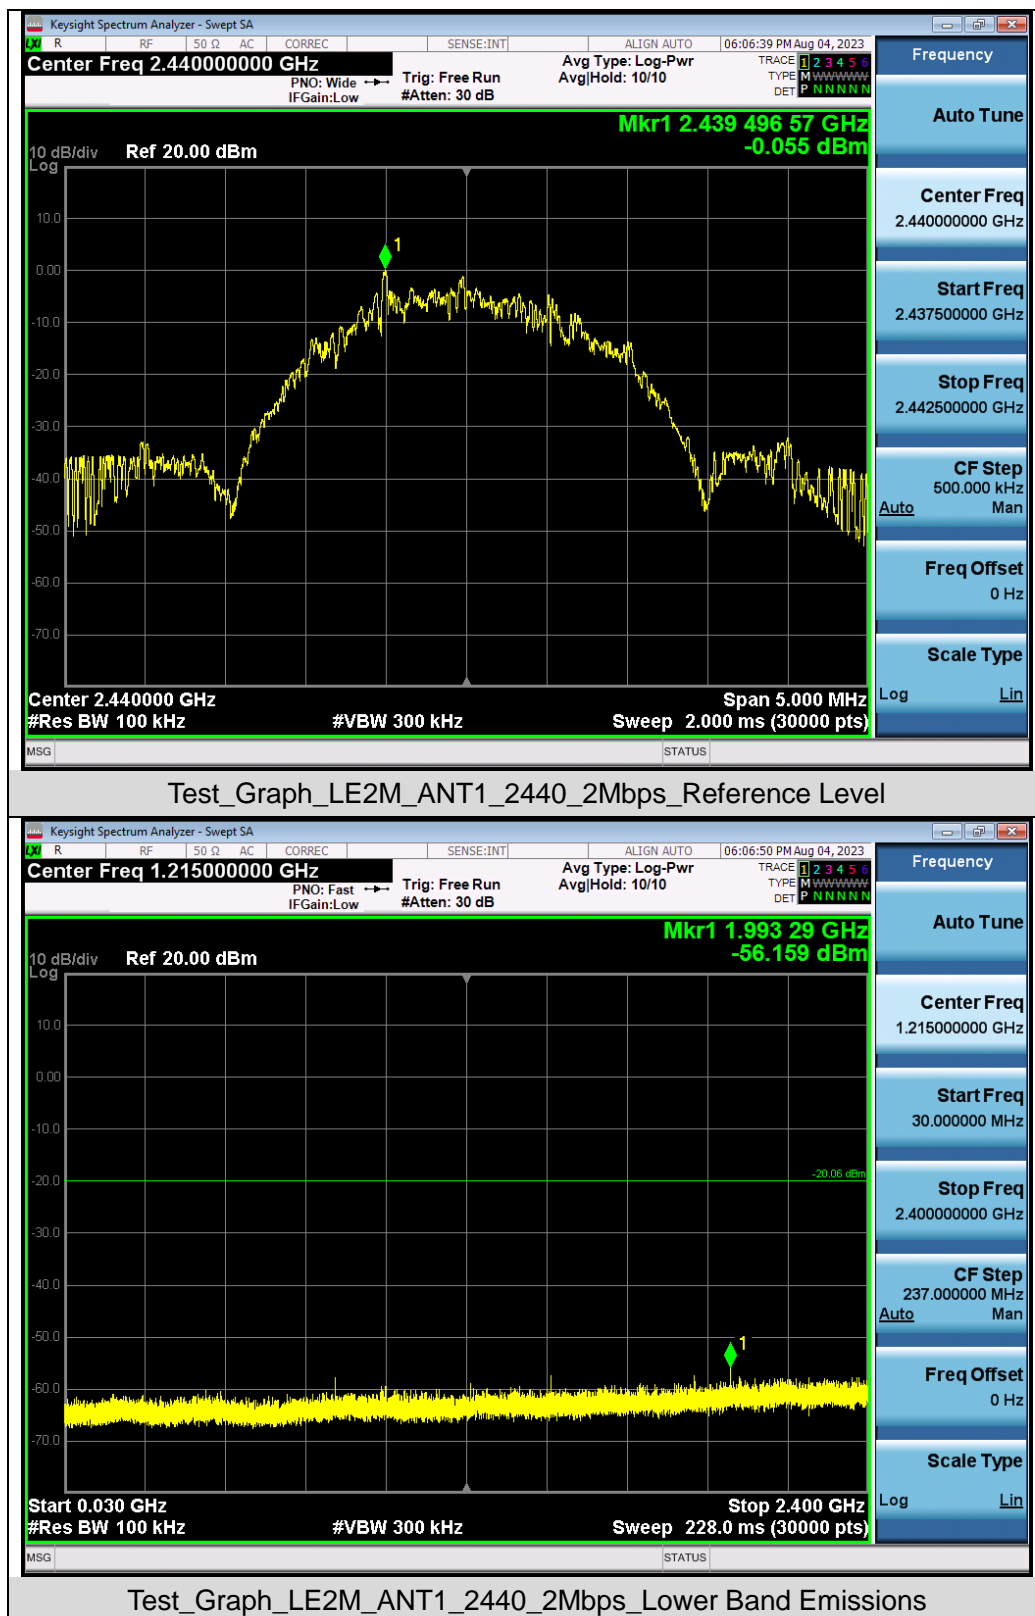 Keysight Spectrum Analyzer - Swept SA
LXI R RF 50 Ω AC CORREC SENSE:INT ALIGN AUTO 06:06:39 PM Aug 04, 2023
Center Freq 2.440000000 GHz
PNO: Wide
IFGain:Low
Trig: Free Run
#Atten: 30 dB
Avg Type: Log-Pwr
Avg|Hold: 10/10
TRACE 1 2 3 4 5 6
TYPE M WWWWW
DET P N N N N N
Mkr1 2.439 496 57 GHz
-0.055 dBm
10 dB/div Ref 20.00 dBm
Log
10.0
1
0.00
-10.0
-20.0
-30.0
-40.0
-50.0
-60.0
-70.0
Center 2.440000 GHz Span 5.000 MHz
#Res BW 100 kHz #VBW 300 kHz Sweep 2.000 ms (30000 pts)
MSG STATUS
Frequency
Auto Tune
Center Freq
2.440000000 GHz
Start Freq
2.437500000 GHz
Stop Freq
2.442500000 GHz
CF Step
500.000 kHz
Auto Man
Freq Offset
0 Hz
Scale Type
Log Lin
Test_Graph_LE2M_ANT1_2440_2Mbps_Reference Level
Keysight Spectrum Analyzer - Swept SA
LXI R RF 50 Ω AC CORREC SENSE:INT ALIGN AUTO 06:06:50 PM Aug 04, 2023
Center Freq 1.215000000 GHz
PNO: Fast
IFGain:Low
Trig: Free Run
#Atten: 30 dB
Avg Type: Log-Pwr
Avg|Hold: 10/10
TRACE 1 2 3 4 5 6
TYPE M WWWWW
DET P N N N N N
Mkr1 1.993 29 GHz
-56.159 dBm
10 dB/div Ref 20.00 dBm
Log
10.0
0.00
-10.0
-20.0
-20.06 dBm
-30.0
-40.0
-50.0
1
-60.0
-70.0
Start 0.030 GHz Stop 2.400 GHz
#Res BW 100 kHz #VBW 300 kHz Sweep 228.0 ms (30000 pts)
MSG STATUS
Frequency
Auto Tune
Center Freq
1.215000000 GHz
Start Freq
30.000000 MHz
Stop Freq
2.400000000 GHz
CF Step
237.000000 MHz
Auto Man
Freq Offset
0 Hz
Scale Type
Log Lin
Test_Graph_LE2M_ANT1_2440_2Mbps_Lower Band Emissions